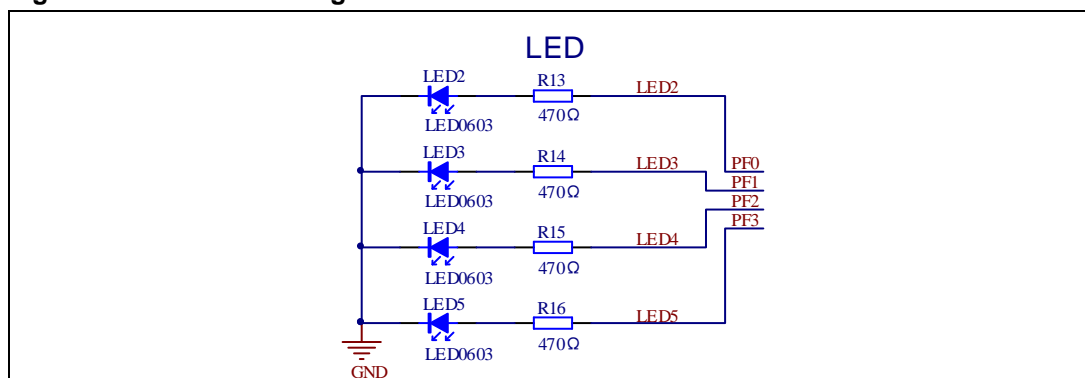 LED
LED2
R13
LED2
470Ω
LED0603
LED3
R14
LED3
PF0
470Ω
PF1
LED0603
PF2
LED4
R15
LED4
PF3
470Ω
LED0603
LED5
R16
LED5
470Ω
LED0603
GND